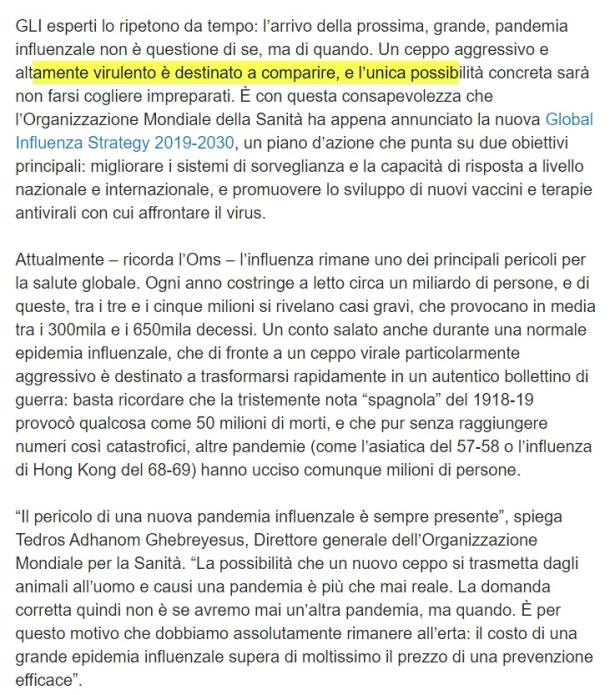 GLI esperti lo ripetono da tempo: l’arrivo della prossima, grande, pandemia
influenzale non è questione di se, ma di quando. Un ceppo aggressivo e
altamente virulento è destinato a comparire, e l’unica possibilità concreta sarà
non farsi cogliere impreparati. È con questa consapevolezza che
l’Organizzazione Mondiale della Sanità ha appena annunciato la nuova Global
Influenza Strategy 2019-2030, un piano d’azione che punta su due obiettivi
principali: migliorare i sistemi di sorveglianza e la capacità di risposta a livello
nazionale e internazionale, e promuovere lo sviluppo di nuovi vaccini e terapie
antivirali con cui affrontare il virus.
Attualmente – ricorda l’Oms – l’influenza rimane uno dei principali pericoli per
la salute globale. Ogni anno costringe a letto circa un miliardo di persone, e di
queste, tra i tre e i cinque milioni si rivelano casi gravi, che provocano in media
tra i 300mila e i 650mila decessi. Un conto salato anche durante una normale
epidemia influenzale, che di fronte a un ceppo virale particolarmente
aggressivo è destinato a trasformarsi rapidamente in un autentico bollettino di
guerra: basta ricordare che la tristemente nota “spagnola” del 1918-19
provocò qualcosa come 50 milioni di morti, e che pur senza raggiungere
numeri così catastrofici, altre pandemie (come l’asiatica del 57-58 o l’influenza
di Hong Kong del 68-69) hanno ucciso comunque milioni di persone.
“Il pericolo di una nuova pandemia influenzale è sempre presente”, spiega
Tedros Adhanom Ghebreyesus, Direttore generale dell’Organizzazione
Mondiale per la Sanità. “La possibilità che un nuovo ceppo si trasmetta dagli
animali all’uomo e causi una pandemia è più che mai reale. La domanda
corretta quindi non è se avremo mai un’altra pandemia, ma quando. È per
questo motivo che dobbiamo assolutamente rimanere all’erta: il costo di una
grande epidemia influenzale supera di moltissimo il prezzo di una prevenzione
efficace”.